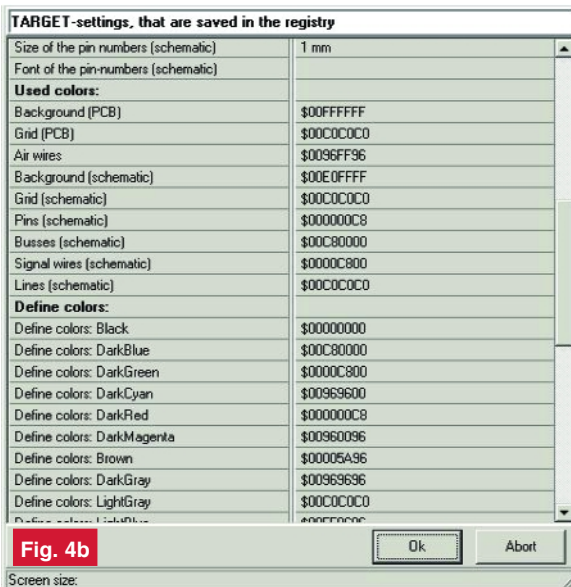 TARGET-settings, that are saved in the registry
Size of the pin numbers (schematic) 1 mm
Font of the pin-numbers (schematic)
Used colors:
Background (PCB) $00FFFFFF
Grid (PCB) $00C0C0C0
Air wires $0096FF96
Background (schematic) $00E0FFFF
Grid (schematic) $00C0C0C0
Pins (schematic) $000000C8
Busses (schematic) $00C80000
Signal wires (schematic) $0000C800
Lines (schematic) $00C0C0C0
Define colors:
Define colors: Black $00000000
Define colors: DarkBlue $00C80000
Define colors: DarkGreen $0000C800
Define colors: DarkCyan $00969600
Define colors: DarkRed $000000C8
Define colors: DarkMagenta $00960096
Define colors: Brown $00005A96
Define colors: DarkGray $00969696
Define colors: LightGray $00C0C0C0
Define colors: LightBlue
Fig. 4b Ok Abort
Screen size: